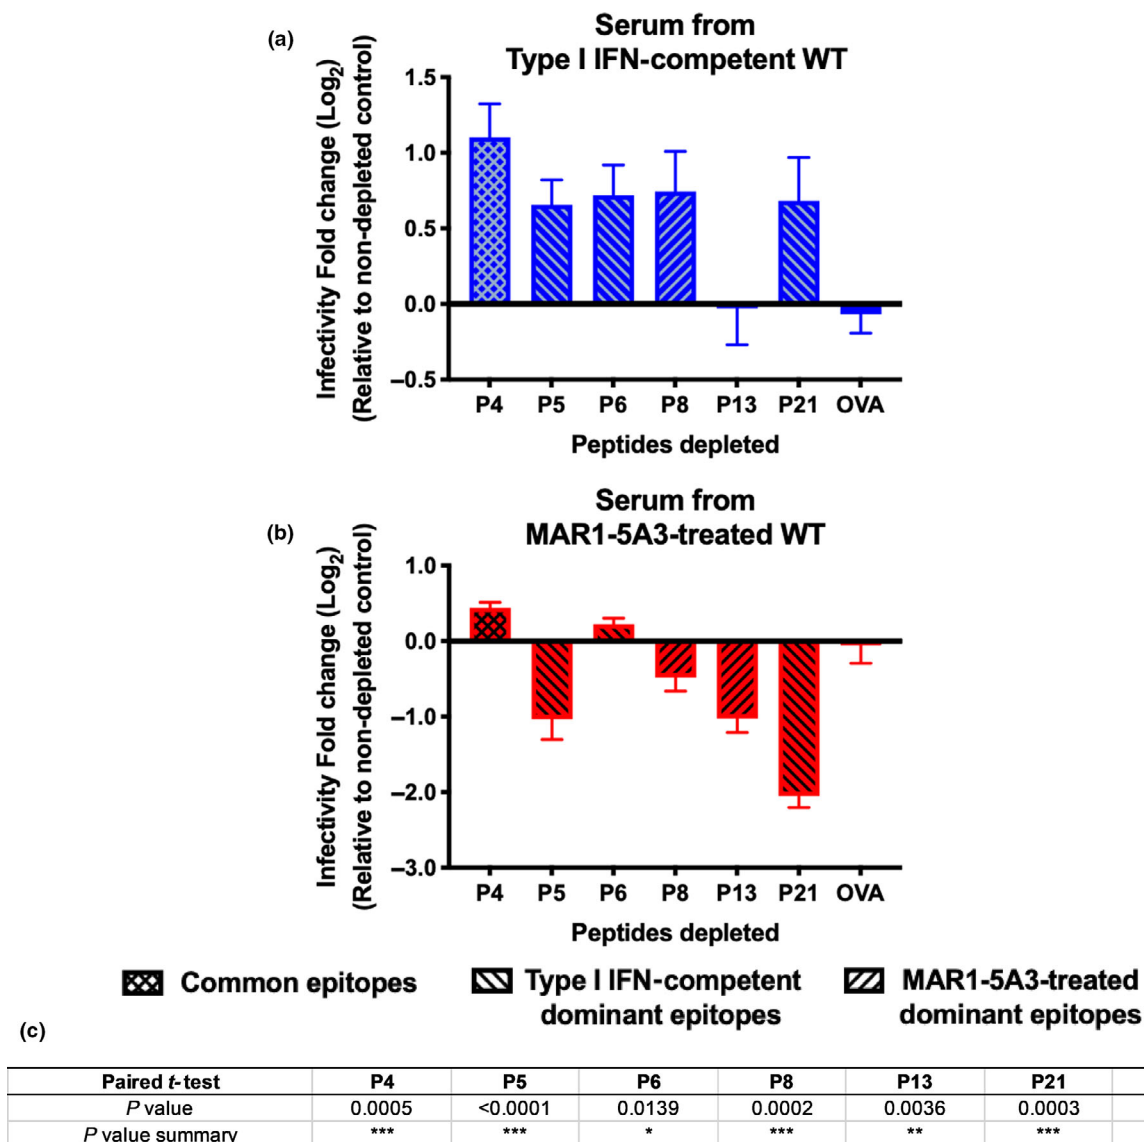 (a)
Serum from
Type I IFN-competent WT
Infectivity Fold change (Log2)
(Relative to non-depleted control)
1.5
1.0
0.5
0.0
–0.5
P4 P5 P6 P8 P13 P21 OVA
Peptides depleted
(b)
Serum from
MAR1-5A3-treated WT
Infectivity Fold change (Log2)
(Relative to non-depleted control)
1.0
0.0
–1.0
–2.0
–3.0
P4 P5 P6 P8 P13 P21 OVA
Peptides depleted
Common epitopes
Type I IFN-competent
dominant epitopes
MAR1-5A3-treated
dominant epitopes
(c)
Paired t-test P4 P5 P6 P8 P13 P21
P value 0.0005 <0.0001 0.0139 0.0002 0.0036 0.0003
P value summary *** *** * *** ** ***